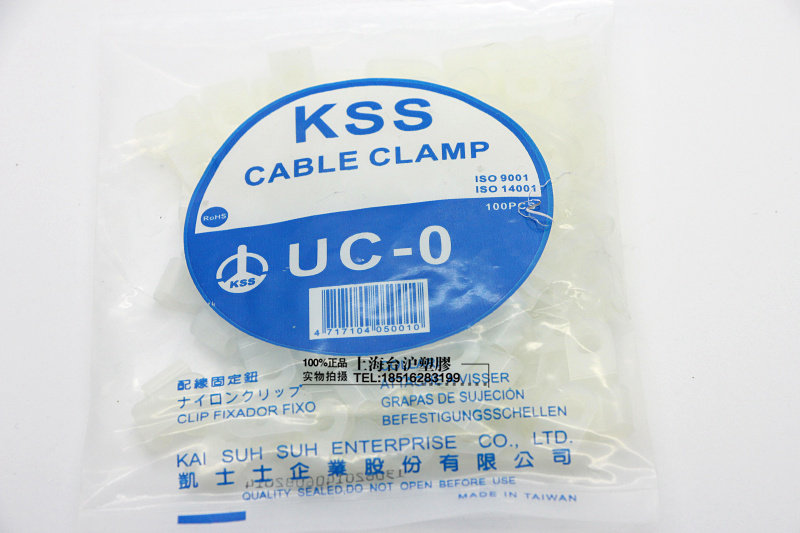 KSS
CABLE CLAMP
ISO 9001
ISO 14001
100PCS
RoHS
KSS
UC-0
4 717104 050010
100%正品 上海台沪塑膠
实物拍摄 TEL:18516283199
配線固定鈕
ナイロンクリップ
CLIP FIXADOR FIXO
GRAPAS DE SUJECIÓN
BEFESTIGUNGSSCHELLEN
KAI SUH SUH ENTERPRISE CO., LTD.
凱士士企業股份有限公司
QUALITY SEALED.DO NOT OPEN BEFORE USE
MADE IN TAIWAN